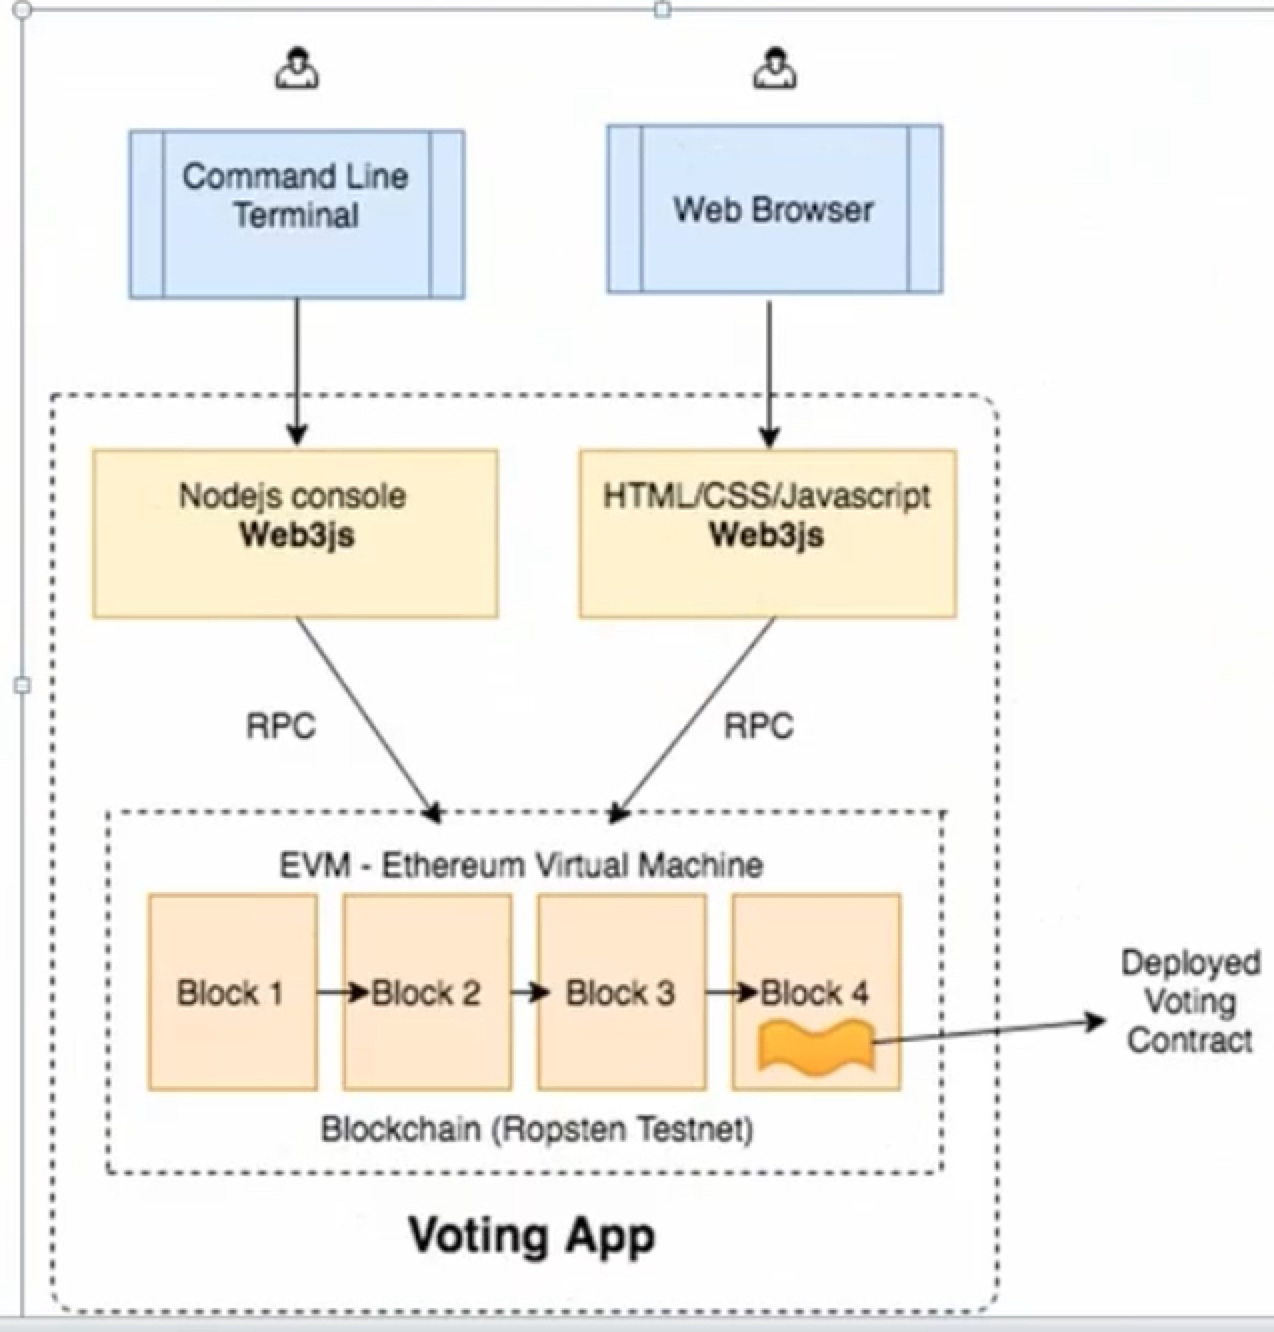 Command Line
Terminal
Web Browser
Nodejs console
Web3js
HTML/CSS/Javascript
Web3js
RPC
RPC
EVM - Ethereum Virtual Machine
Block 1
Block 2
Block 3
Block 4
Deployed
Voting
Contract
Blockchain (Ropsten Testnet)
Voting App